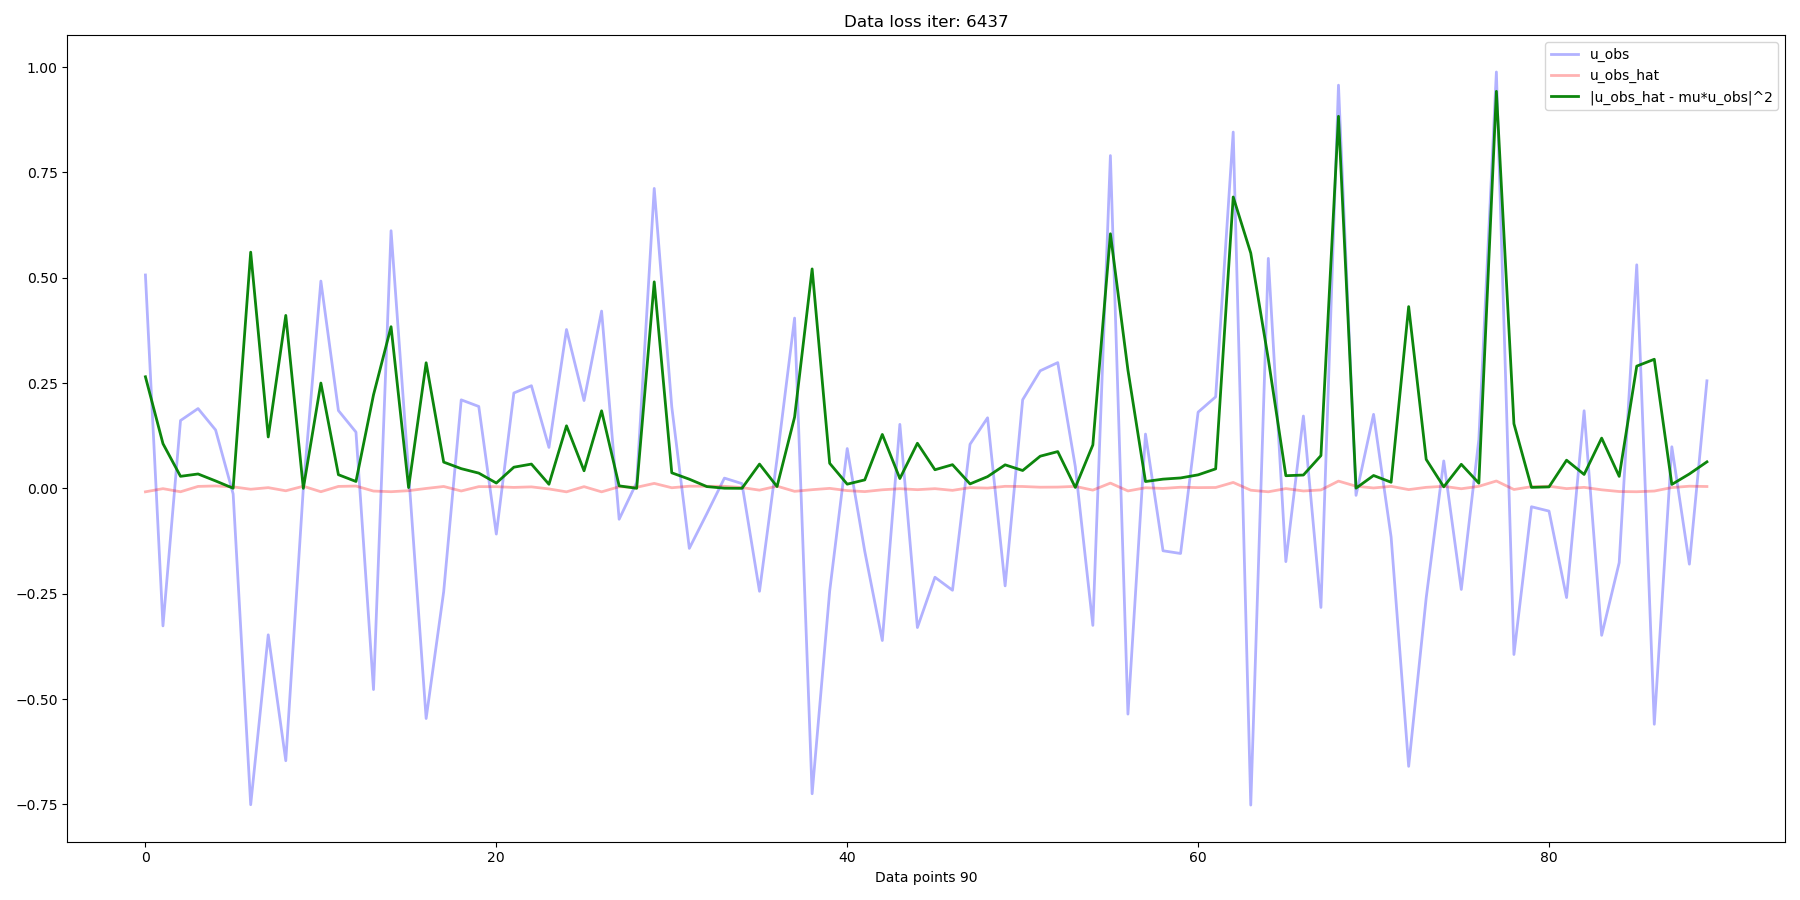 Data loss iter: 6437
u_obs
u_obs_hat
|u_obs_hat - mu*u_obs|^2
1.00
0.75
0.50
0.25
0.00
−0.25
−0.50
−0.75
0 20 40 60 80
Data points 90